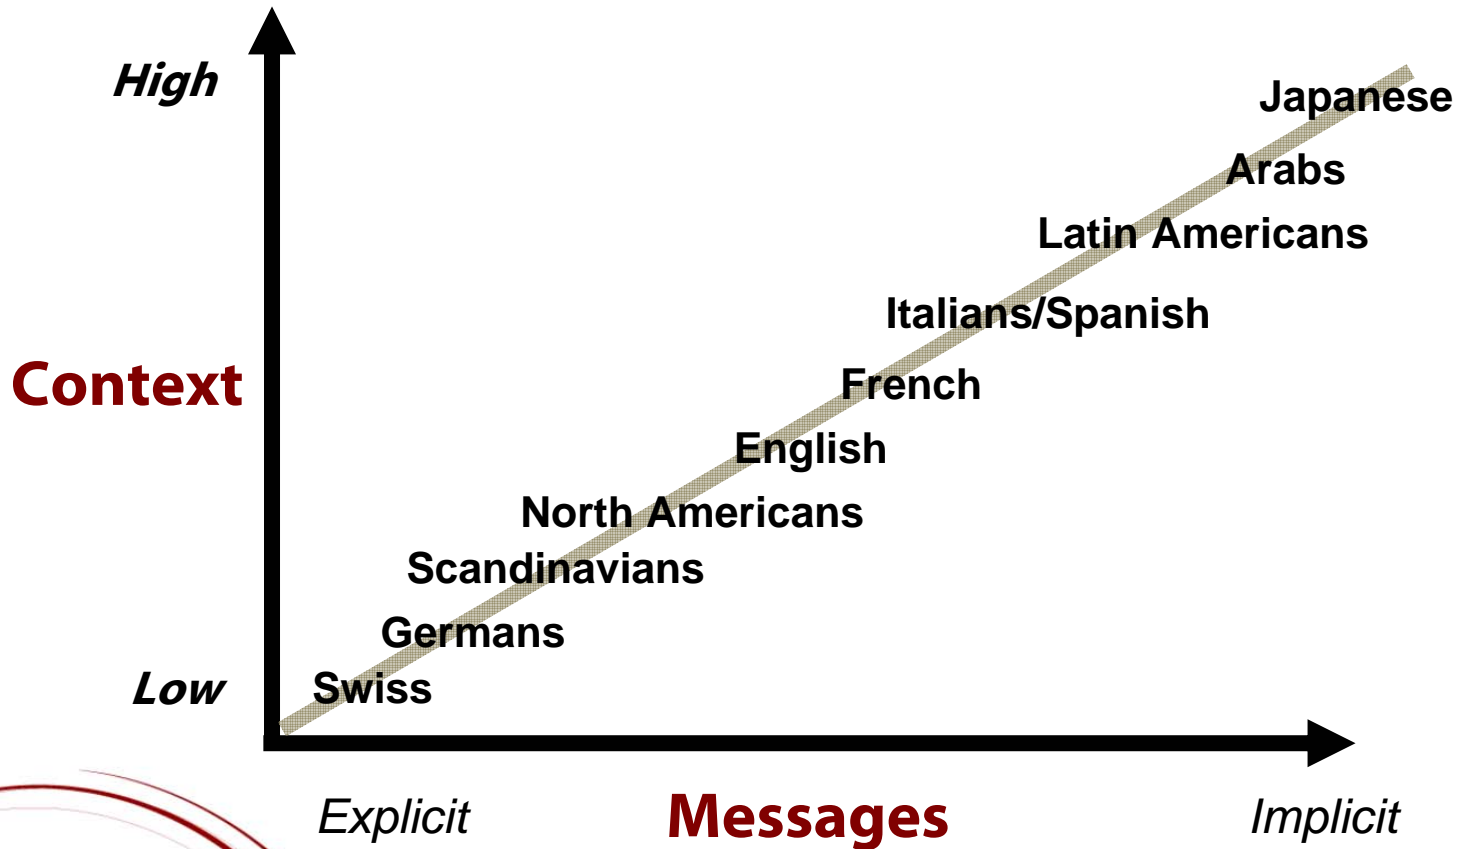 High
Japanese
Arabs
Latin Americans
Italians/Spanish
Context
French
English
North Americans
Scandinavians
Germans
Low
Swiss
Explicit
Messages
Implicit